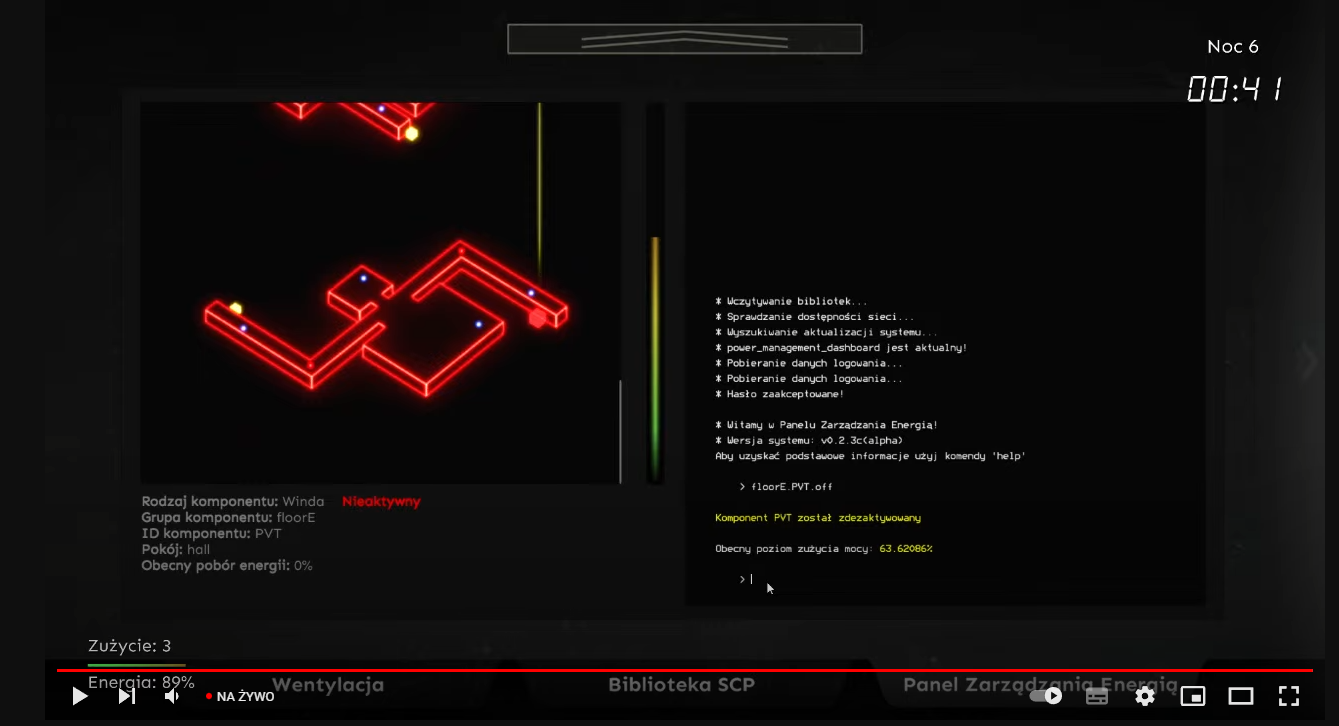 Noc 6
00:41
* Wczytywanie bibliotek...
* Sprawdzanie dostępności sieci...
* Wyszukiwanie aktualizacji systemu...
* power_management_dashboard jest aktualny!
* Pobieranie danych logowania...
* Pobieranie danych logowania...
* Hasło zaakceptowane!
* Witamy w Panelu Zarządzania Energią!
* Wersja systemu: v0.2.3c(alpha)
Aby uzyskać podstawowe informacje użyj komendy 'help'
> floorE.PVT.off
Komponent PVT został zdezaktywowany
Obecny poziom zużycia mocy: 63.62086%
>
Rodzaj komponentu: Winda Nieaktywny
Grupa komponentu: floorE
ID komponentu: PVT
Pokój: hall
Obecny pobór energii: 0%
Zużycie: 3
Energia: 89%
NA ŻYWO
Wentylacja
Biblioteka SCP
Panel Zarządzania Energią